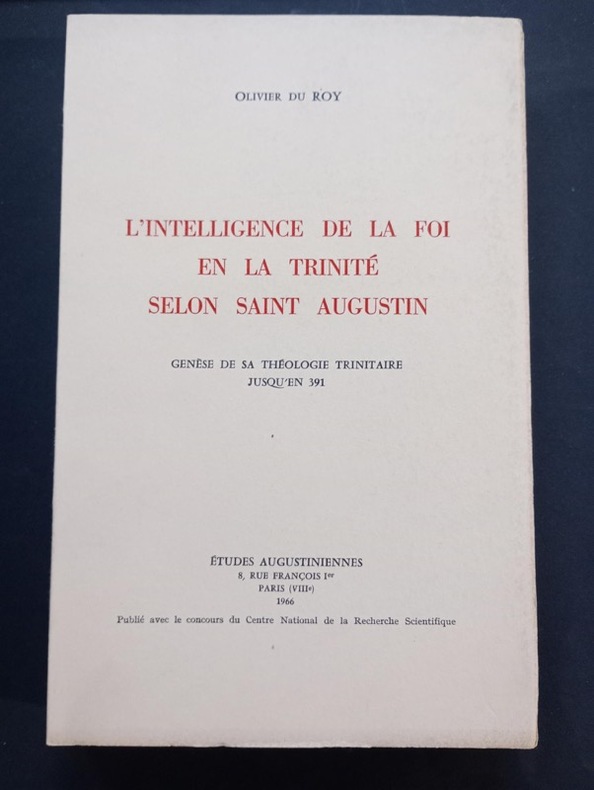 OLIVIER DU ROY
L'INTELLIGENCE DE LA FOI
EN LA TRINITÉ
SELON SAINT AUGUSTIN
GENÈSE DE SA THÉOLOGIE TRINITAIRE
JUSQU'EN 391
ÉTUDES AUGUSTINIENNES
8, RUE FRANÇOIS Ier
PARIS (VIIIe)
1966
Publié avec le concours du Centre National de la Recherche Scientifique